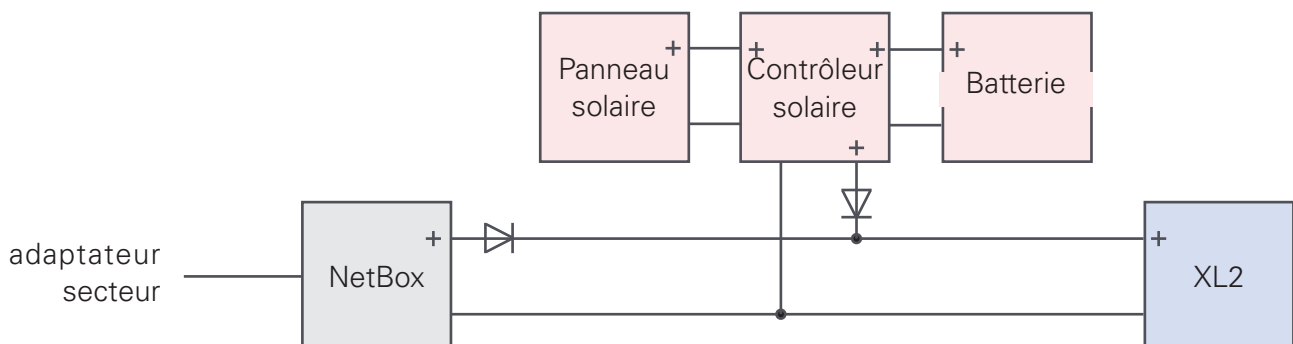 +
Panneau
solaire
+
+
Contrôleur
solaire
+
+
Batterie
adaptateur
secteur
+
NetBox
+
XL2